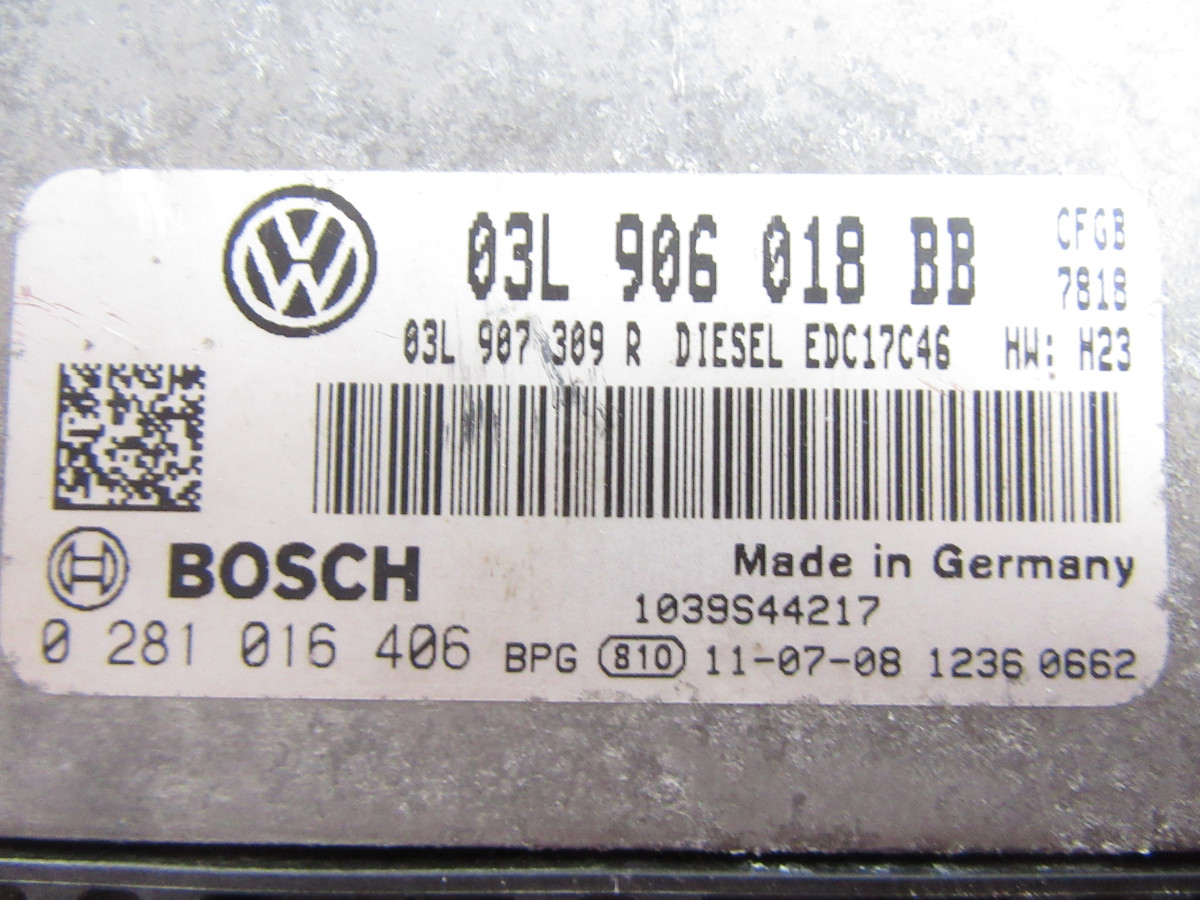 03L 906 018 BB
CFGB
7818
03L 907 309 R DIESEL EDC17C46 HW: H23
BOSCH
Made in Germany
1039S44217
0 281 016 406 BPG 810 11-07-08 1236 0662